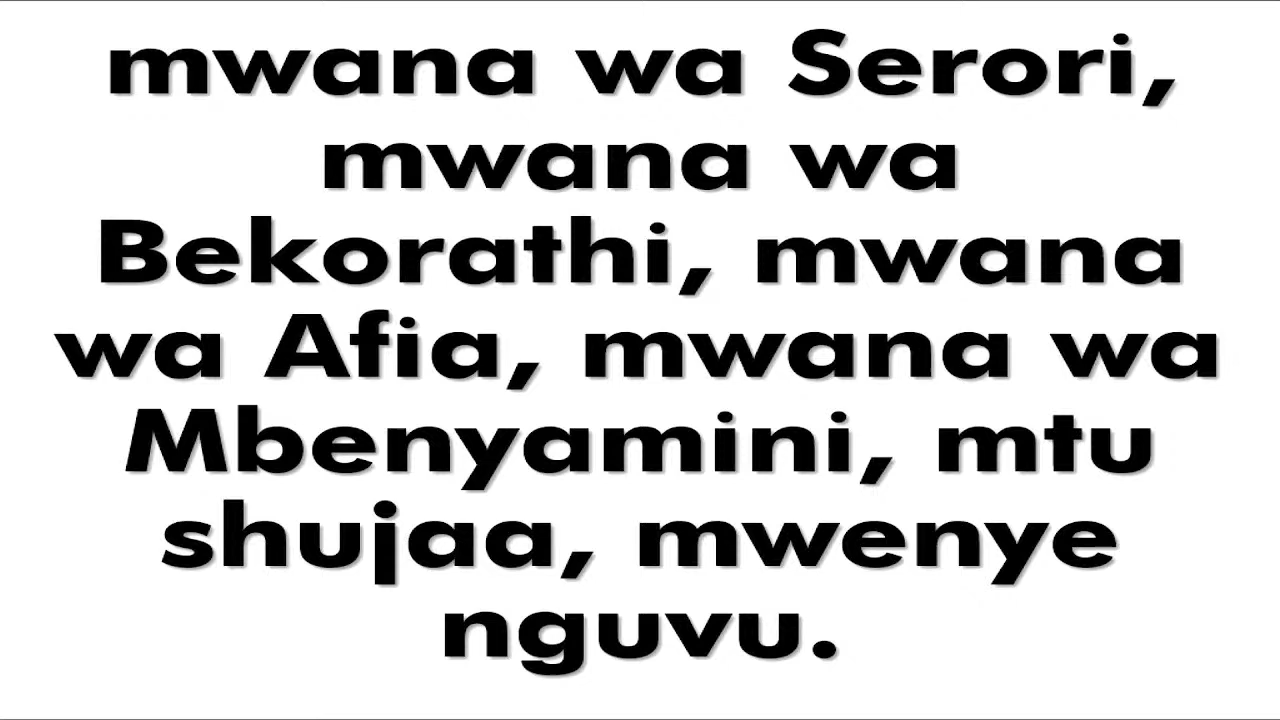 mwana wa Serori,
mwana wa
Bekorathi, mwana
wa Afia, mwana wa
Mbenyamini, mtu
shujaa, mwenye
nguvu.